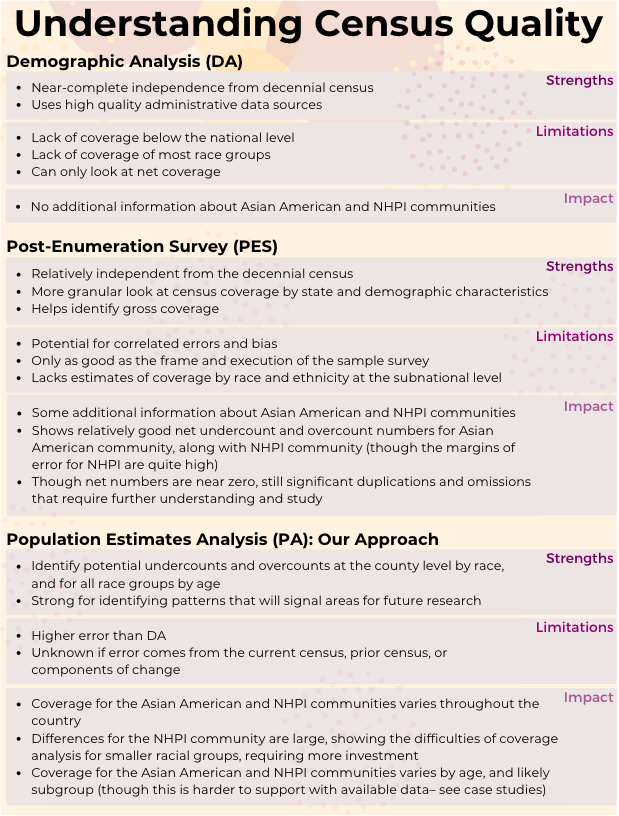 Understanding Census Quality
Demographic Analysis (DA)
Strengths
• Near-complete independence from decennial census
• Uses high quality administrative data sources
Limitations
• Lack of coverage below the national level
• Lack of coverage of most race groups
• Can only look at net coverage
Impact
• No additional information about Asian American and NHPI communities
Post-Enumeration Survey (PES)
Strengths
• Relatively independent from the decennial census
• More granular look at census coverage by state and demographic characteristics
• Helps identify gross coverage
Limitations
• Potential for correlated errors and bias
• Only as good as the frame and execution of the sample survey
• Lacks estimates of coverage by race and ethnicity at the subnational level
Impact
• Some additional information about Asian American and NHPI communities
• Shows relatively good net undercount and overcount numbers for Asian
American community, along with NHPI community (though the margins of
error for NHPI are quite high)
• Though net numbers are near zero, still significant duplications and omissions
that require further understanding and study
Population Estimates Analysis (PA): Our Approach
Strengths
• Identify potential undercounts and overcounts at the county level by race,
and for all race groups by age
• Strong for identifying patterns that will signal areas for future research
Limitations
• Higher error than DA
• Unknown if error comes from the current census, prior census, or
components of change
Impact
• Coverage for the Asian American and NHPI communities varies throughout the
country
• Differences for the NHPI community are large, showing the difficulties of coverage
analysis for smaller racial groups, requiring more investment
• Coverage for the Asian American and NHPI communities varies by age, and likely
subgroup (though this is harder to support with available data– see case studies)